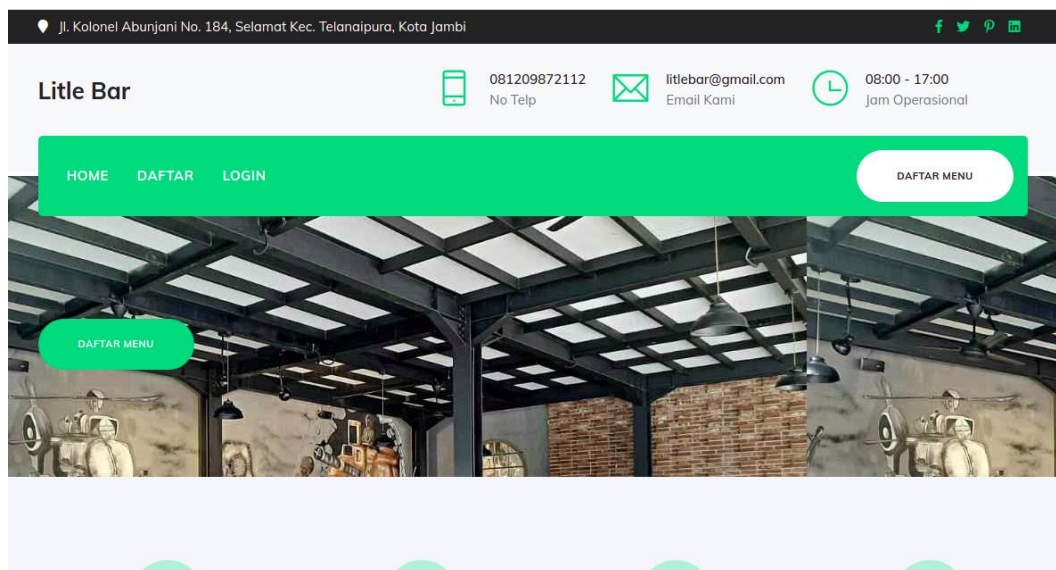 Jl. Kolonel Abunjani No. 184, Selamat Kec. Telanaipura, Kota Jambi
Litle Bar
081209872112
No Telp
litlebar@gmail.com
Email Kami
08:00 - 17:00
Jam Operasional
HOME DAFTAR LOGIN
DAFTAR MENU
DAFTAR MENU